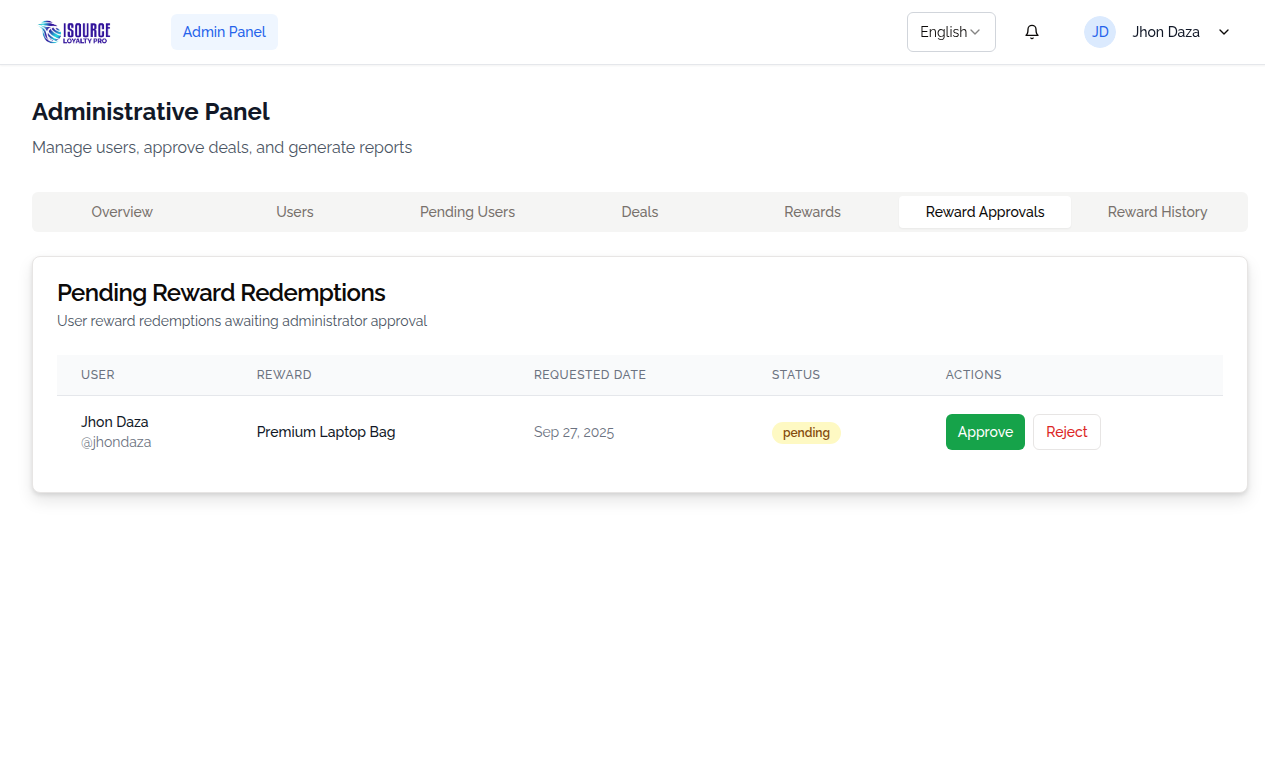 ISOURCE
LOYALTY PRO
Admin Panel
English
JD
Jhon Daza
Administrative Panel
Manage users, approve deals, and generate reports
Overview
Users
Pending Users
Deals
Rewards
Reward Approvals
Reward History
Pending Reward Redemptions
User reward redemptions awaiting administrator approval
USER
REWARD
REQUESTED DATE
STATUS
ACTIONS
Jhon Daza
@jhondaza
Premium Laptop Bag
Sep 27, 2025
pending
Approve
Reject